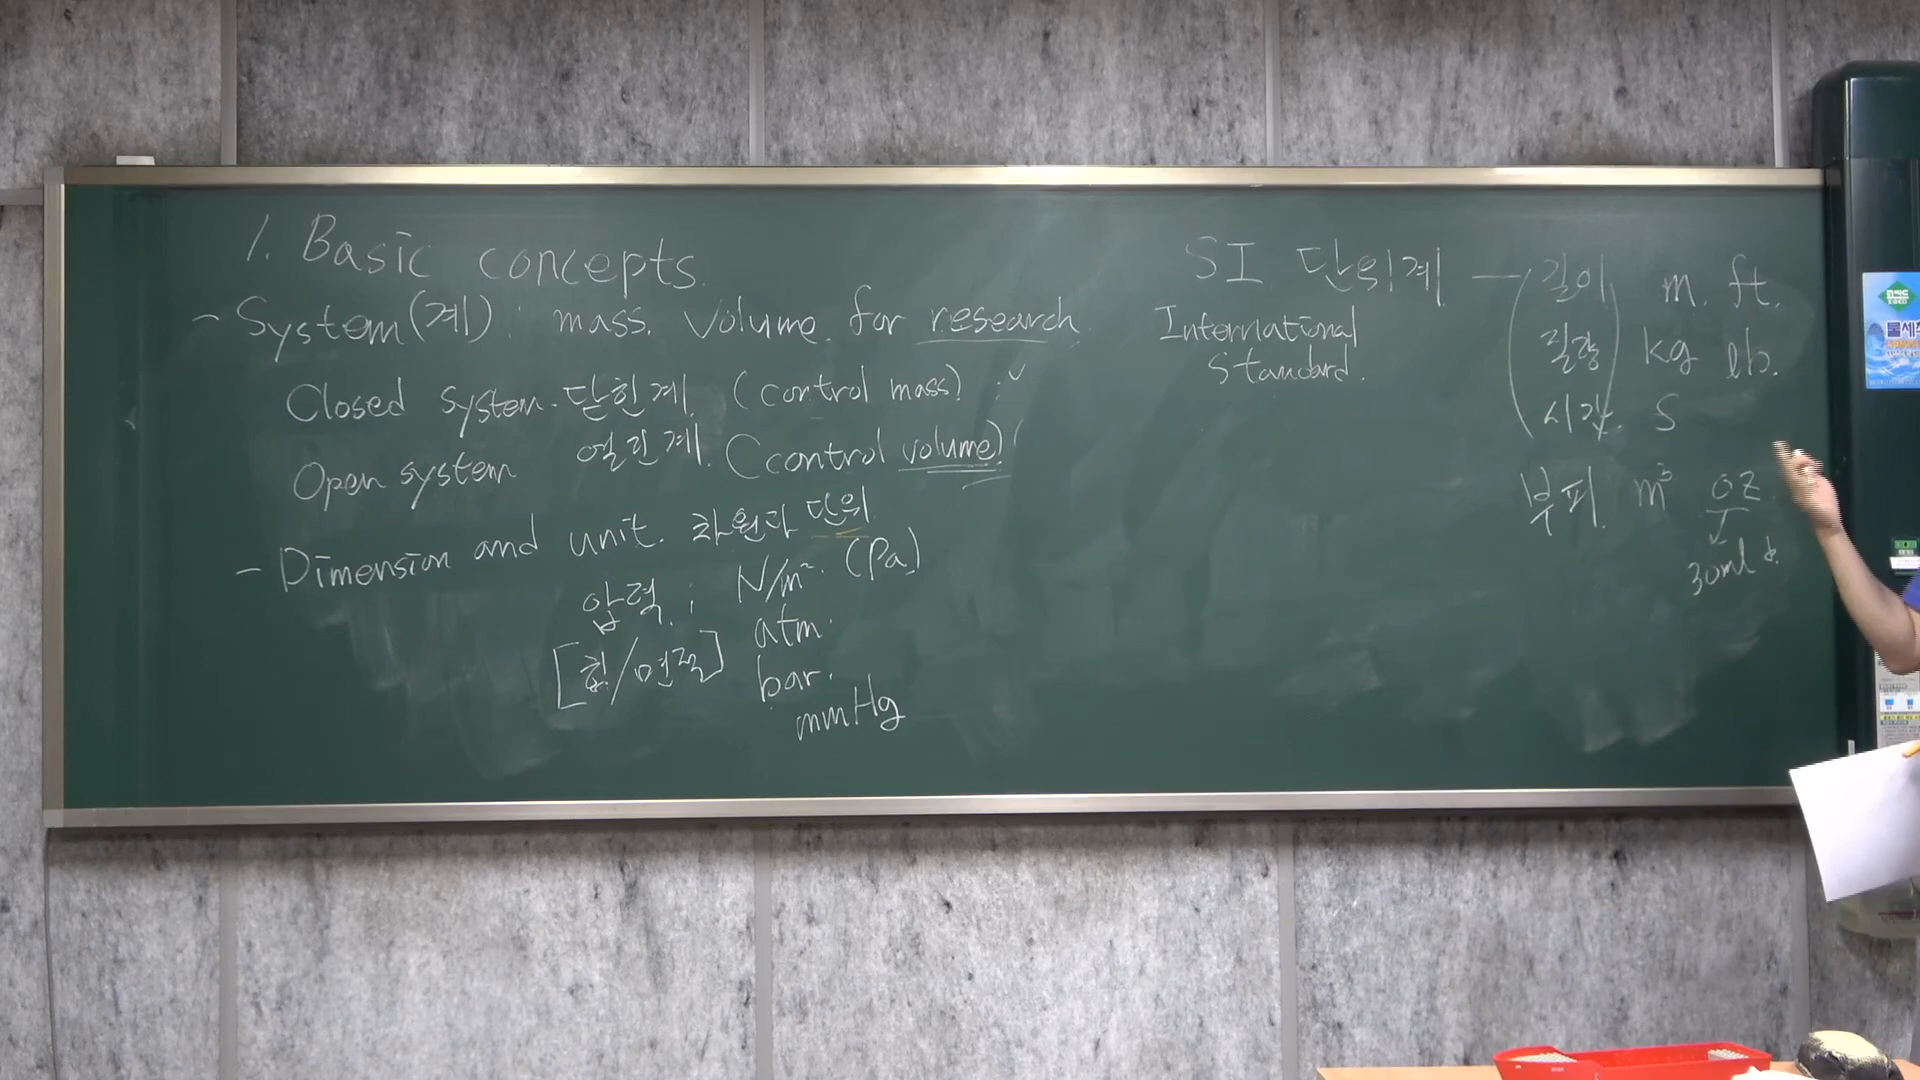 1. Basic concepts.
- System(계) : mass. Volume. for research
Closed system. 닫힌계. (control mass) :
Open system 열린계. (control volume)
- Dimension and unit. 차원과 단위
압력 : N/m². (Pa)
[힘/면적] atm.
bar.
mmHg
SI 단위계 — 길이 m. ft.
International 질량 kg lb.
Standard. 시간. S
부피. m³ oz.
30ml